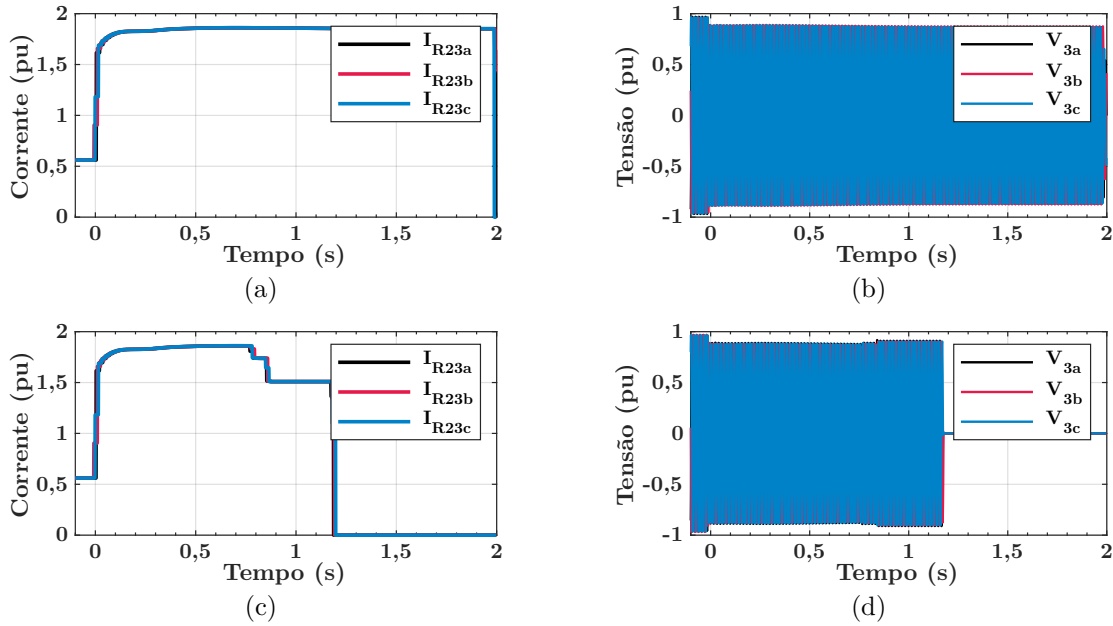 Corrente (pu)
2
1,5
1
0,5
0
0 0,5 1 1,5 2
Tempo (s)
I_R23a
I_R23b
I_R23c
(a)
Tensão (pu)
1
0,5
0
-0,5
-1
0 0,5 1 1,5 2
Tempo (s)
V_3a
V_3b
V_3c
(b)
Corrente (pu)
2
1,5
1
0,5
0
0 0,5 1 1,5 2
Tempo (s)
I_R23a
I_R23b
I_R23c
(c)
Tensão (pu)
1
0,5
0
-0,5
-1
0 0,5 1 1,5 2
Tempo (s)
V_3a
V_3b
V_3c
(d)